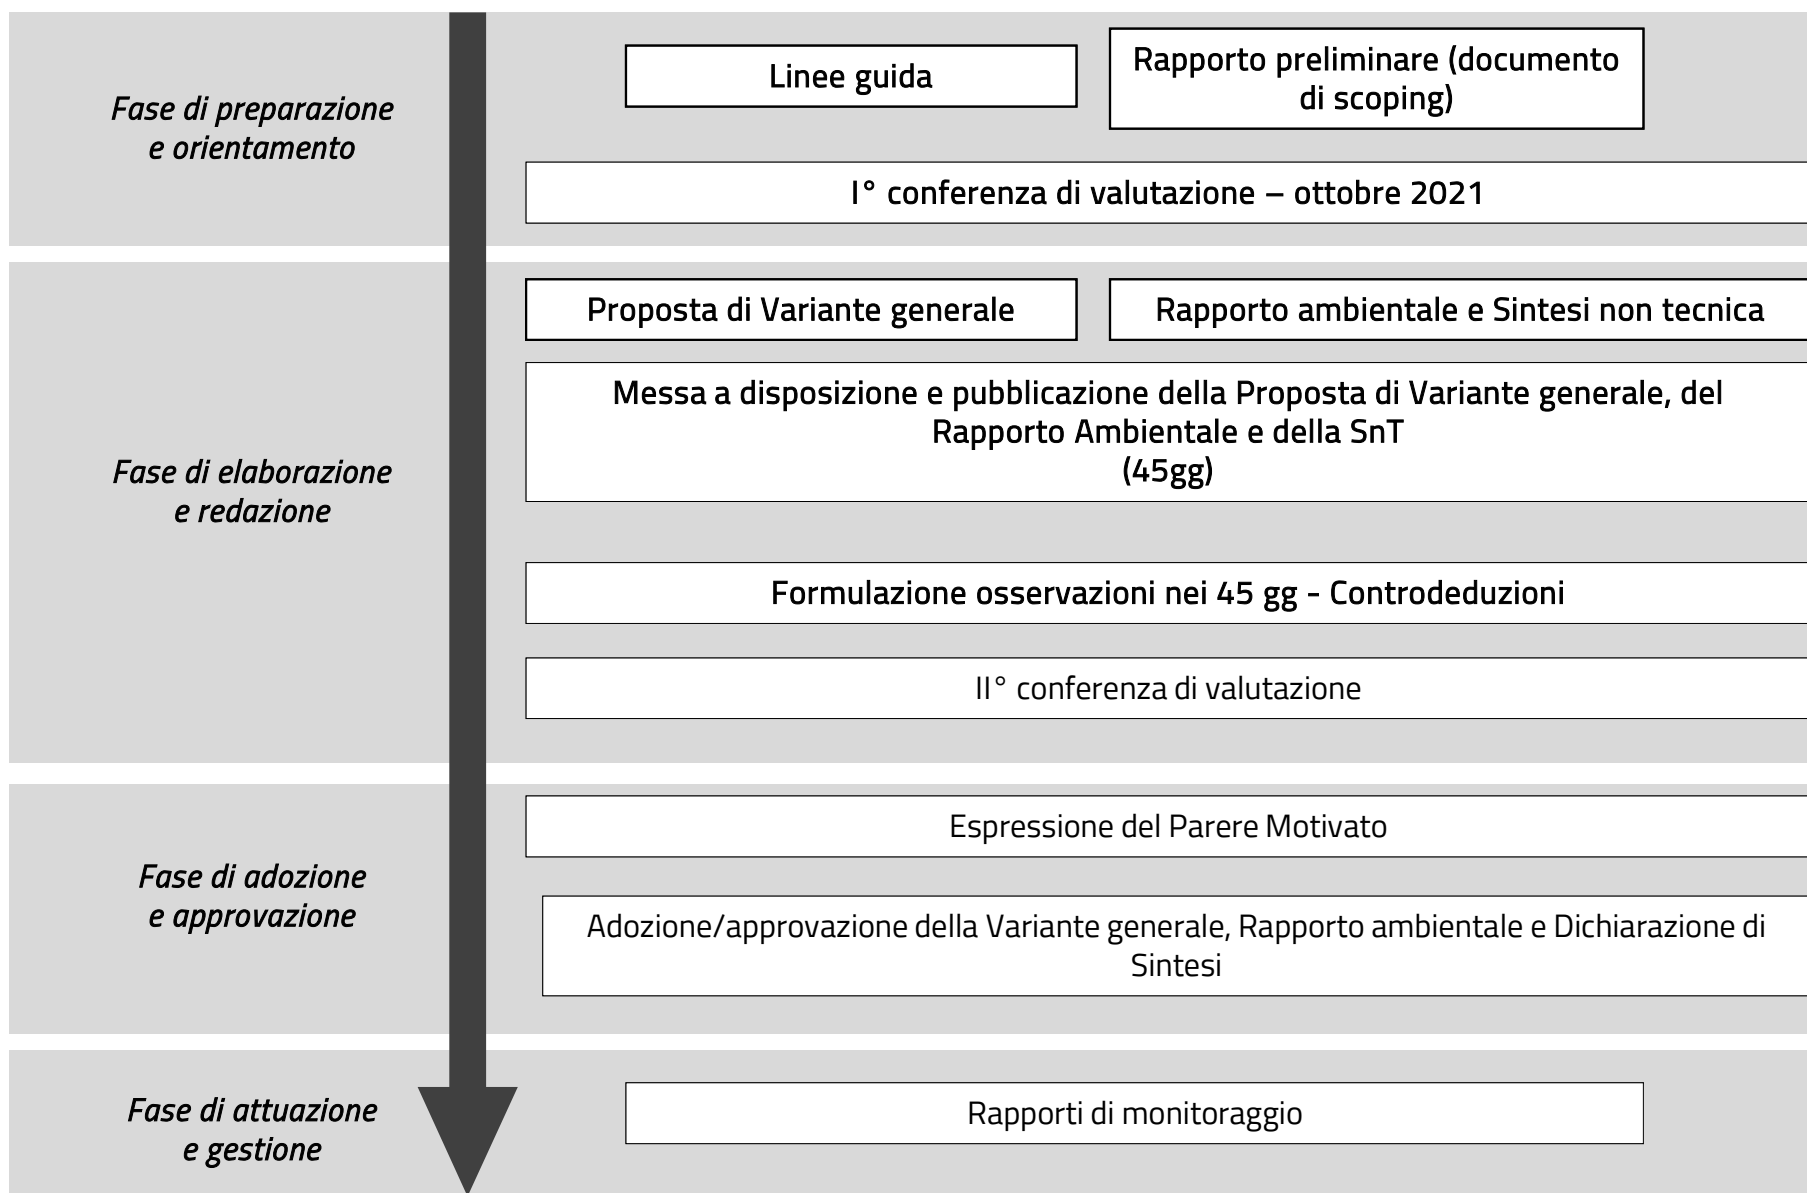 Fase di preparazione
e orientamento
Linee guida
Rapporto preliminare (documento
di scoping)
I° conferenza di valutazione – ottobre 2021
Fase di elaborazione
e redazione
Proposta di Variante generale
Rapporto ambientale e Sintesi non tecnica
Messa a disposizione e pubblicazione della Proposta di Variante generale, del
Rapporto Ambientale e della SnT
(45gg)
Formulazione osservazioni nei 45 gg - Controdeduzioni
II° conferenza di valutazione
Fase di adozione
e approvazione
Espressione del Parere Motivato
Adozione/approvazione della Variante generale, Rapporto ambientale e Dichiarazione di
Sintesi
Fase di attuazione
e gestione
Rapporti di monitoraggio